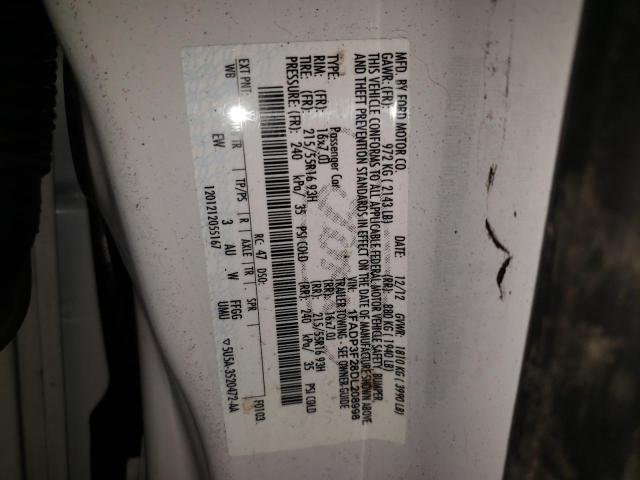 MFD. BY FORD MOTOR CO.
DATE: 12/12 GVWR: 1810 KG ( 3990 LB)
GAWR:(FR): 972 KG ( 2143 LB) (RR): 880 KG ( 1940 LB)
THIS VEHICLE CONFORMS TO ALL APPLICABLE FEDERAL MOTOR VEHICLE SAFETY, BUMPER,
AND THEFT PREVENTION STANDARDS IN EFFECT ON THE DATE OF MANUFACTURE SHOWN ABOVE.
VIN: 1FADP3F28DL208998
TYPE: Passenger Car TRAILER TOWING - SEE OWNER GUIDE
RIM: (FR): 16x7.0J (RR): 16x7.0J
TIRE: (FR): 215/55R16 93H (RR): 215/55R16 93H
PRESSURE: (FR): 240 kPa/ 35 PSI COLD (RR): 240 kPa/ 35 PSI COLD
F0103.
RC: 47 DSO:
EXT PNT: TR TP/PS R AXLE TR SPR
WB EW 3 AU W FFGG UMU
1201212055167
5U5A-3520472-AA